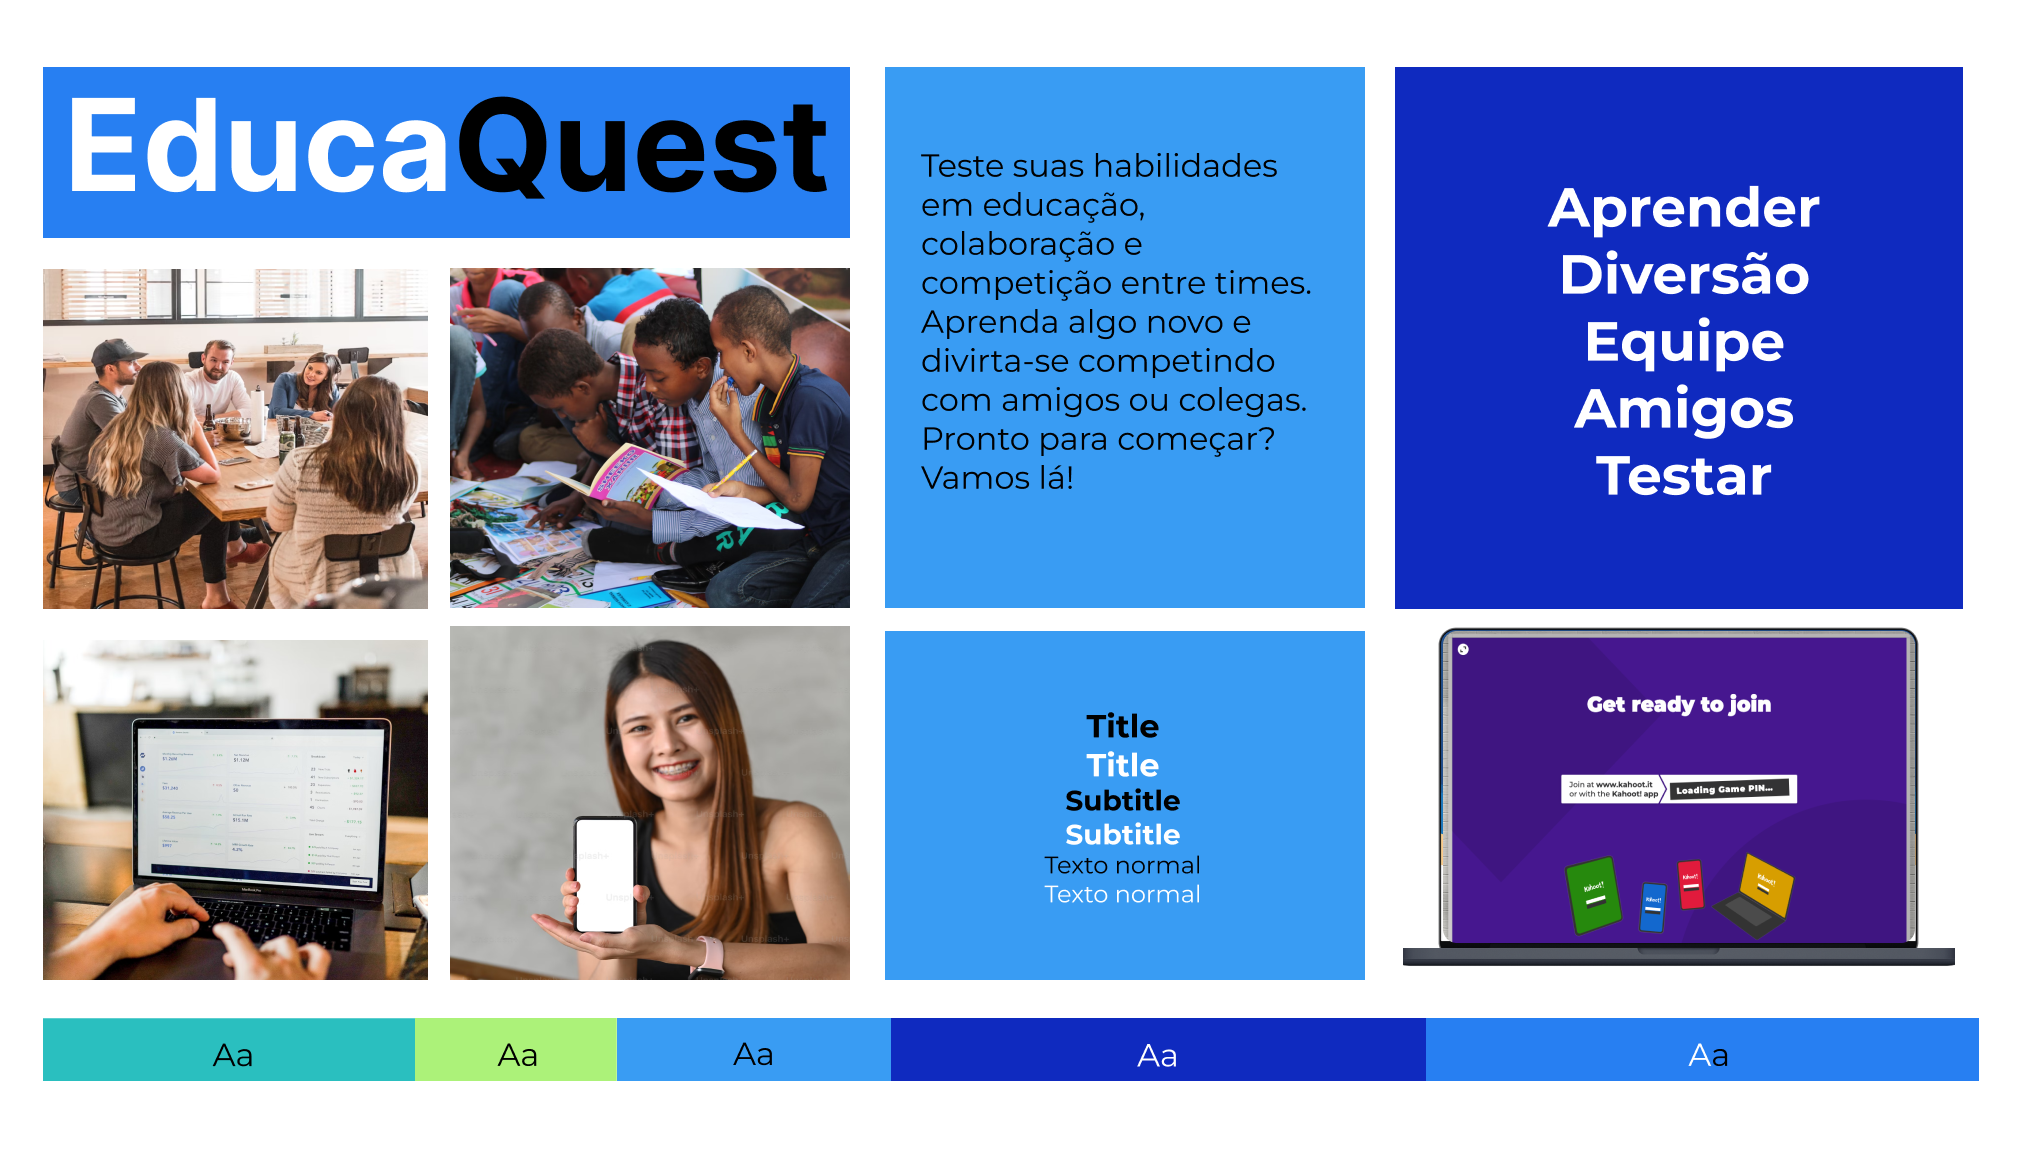 EducaQuest
Teste suas habilidades
em educação,
colaboração e
competição entre times.
Aprenda algo novo e
divirta-se competindo
com amigos ou colegas.
Pronto para começar?
Vamos lá!
Aprender
Diversão
Equipe
Amigos
Testar
Title
Title
Subtitle
Subtitle
Texto normal
Texto normal
Get ready to join
Join at www.kahoot.it
or with the Kahoot! app
Loading Game PIN...
Kahoot!
Kahoot!
Kahoot!
Kahoot!
Aa
Aa
Aa
Aa
Aa